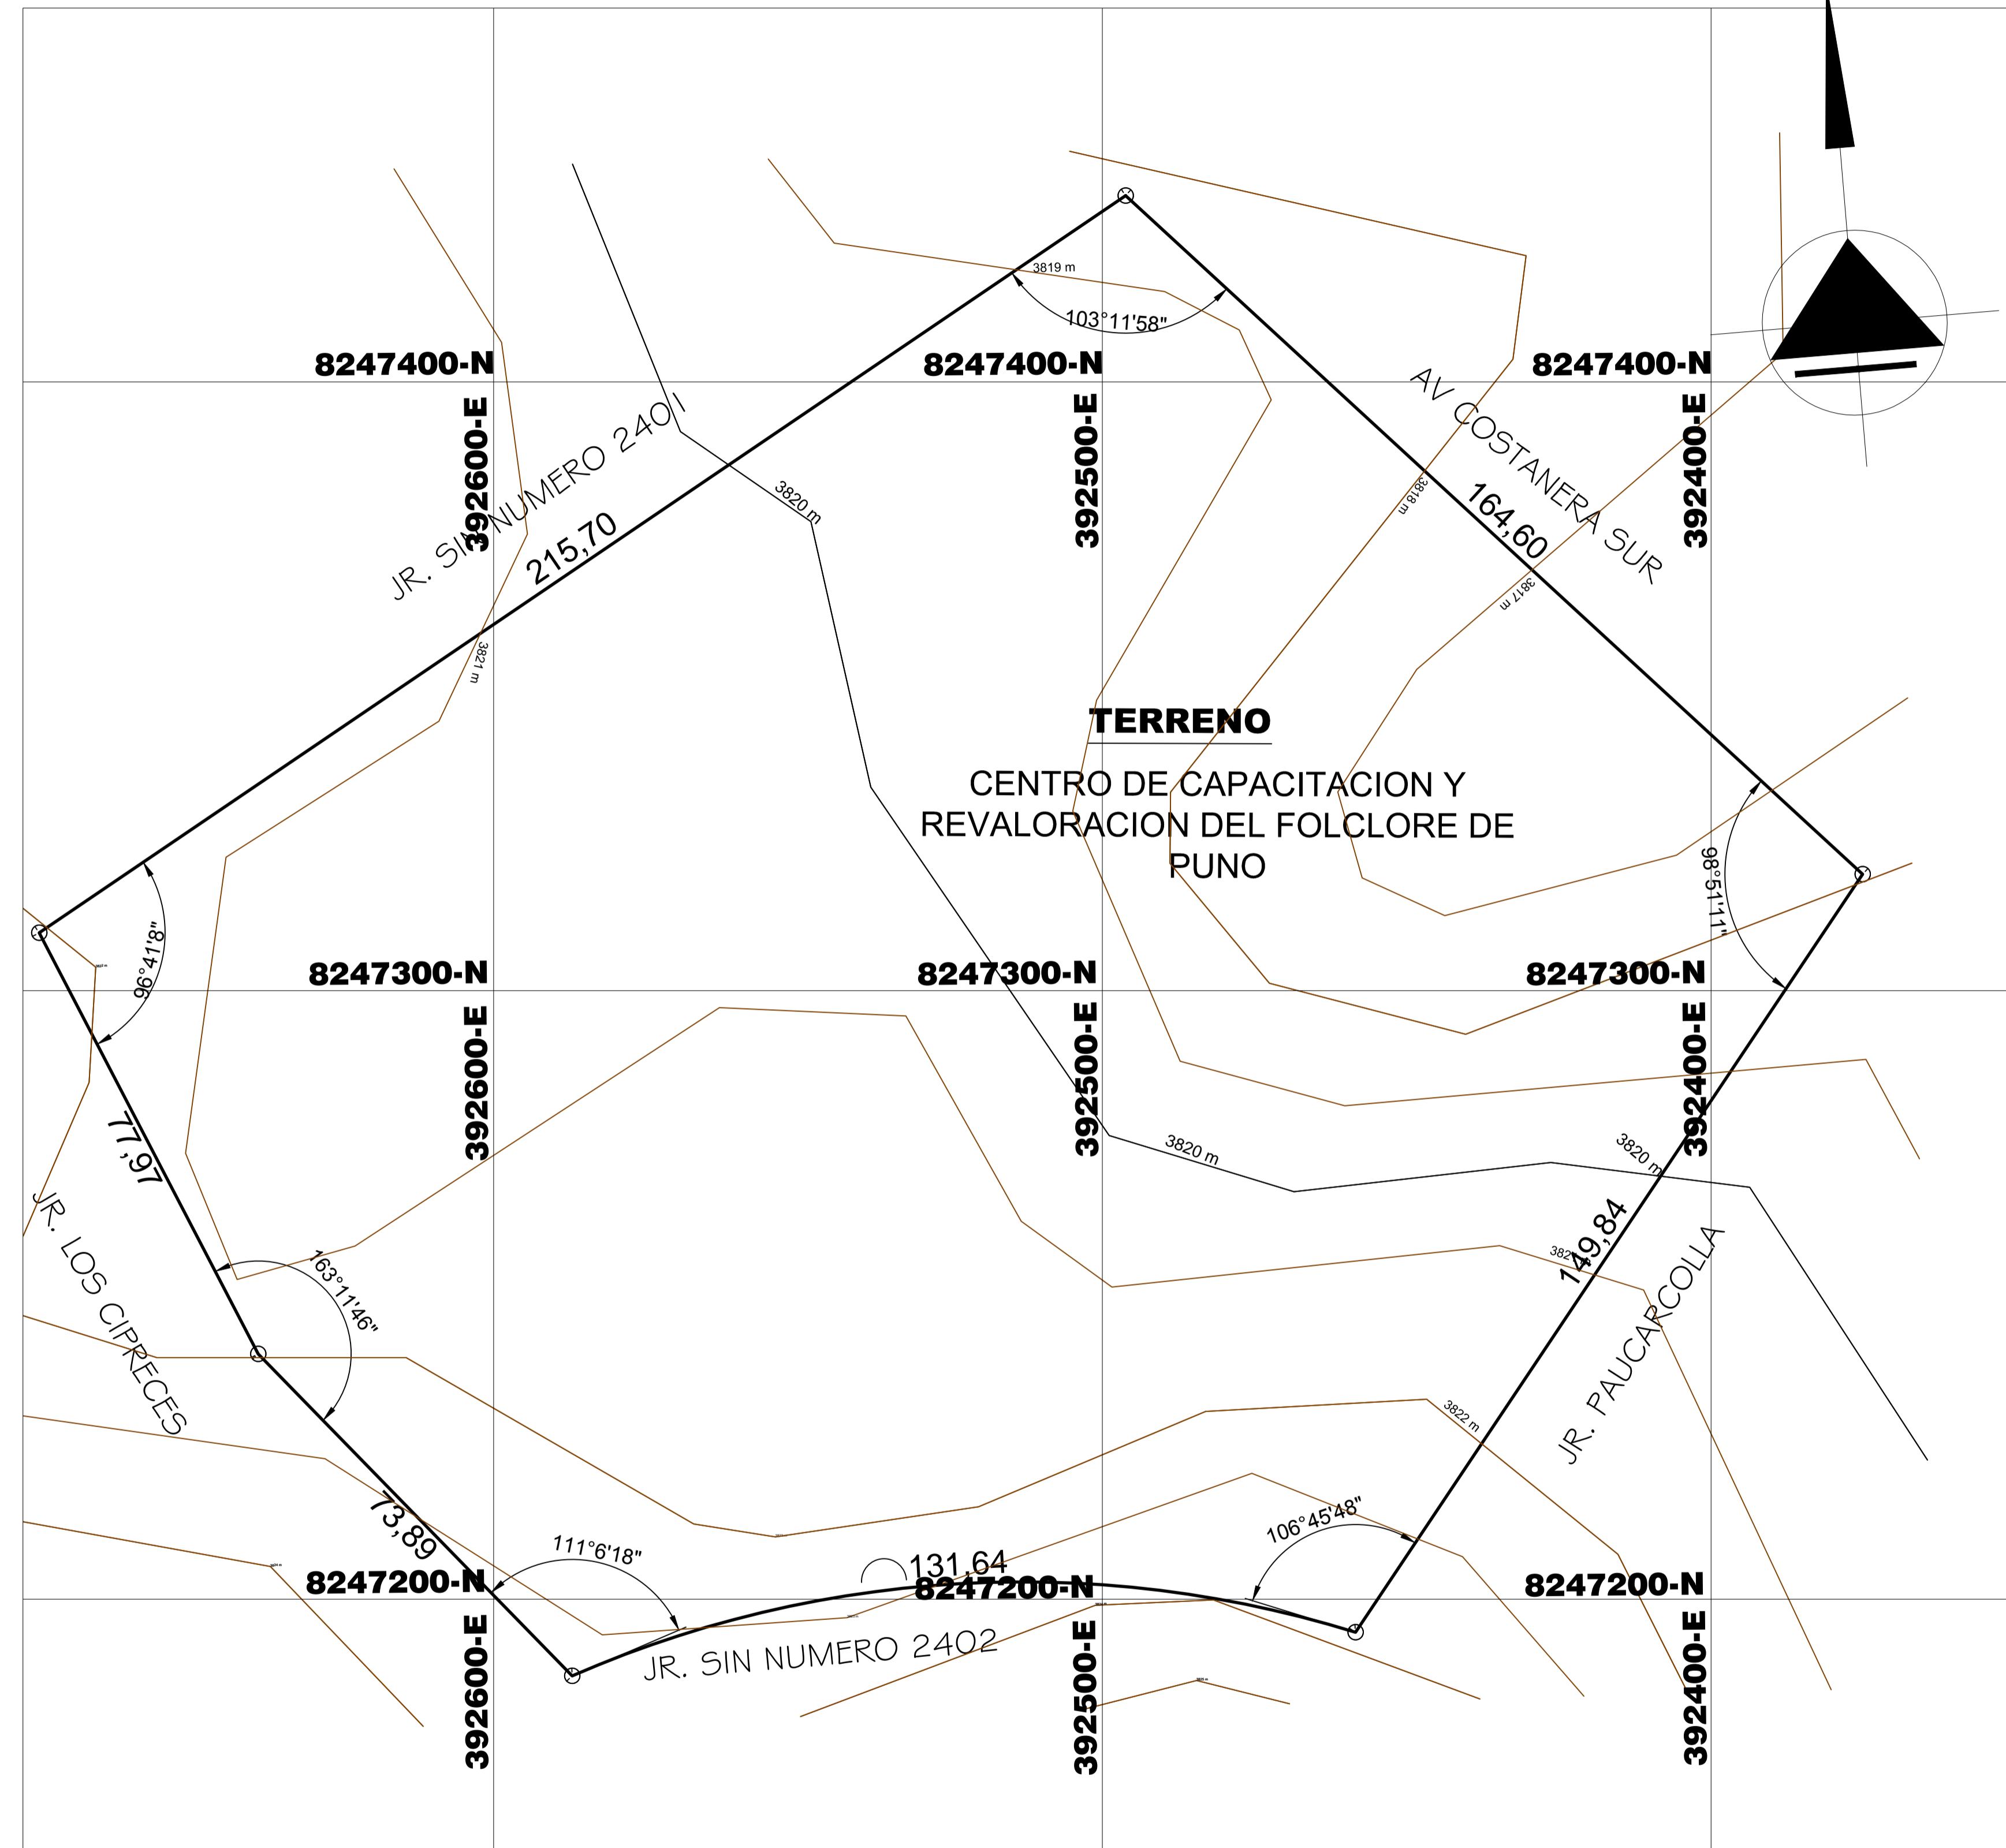 3819 m
103°11'58"
8247400-N
8247400-N
8247400-N
392600-E
392500-E
392400-E
JR. SIN NUMERO 2401
215,70
AV COSTANERA SUR
164,60
3820 m
3818 m
3817 m
3821 m
TERRENO
CENTRO DE CAPACITACION Y
REVALORACION DEL FOLCLORE DE
PUNO
98°51'11"
96°41'8"
8247300-N
8247300-N
8247300-N
392600-E
392500-E
392400-E
77,97
3820 m
3820 m
JR. LOS CIPRECES
163°11'46"
149,84
JR. PAUCARCOLLA
3822 m
73,89
111°6'18"
131,64
106°45'48"
8247200-N
8247200-N
8247200-N
392600-E
392500-E
392400-E
JR. SIN NUMERO 2402